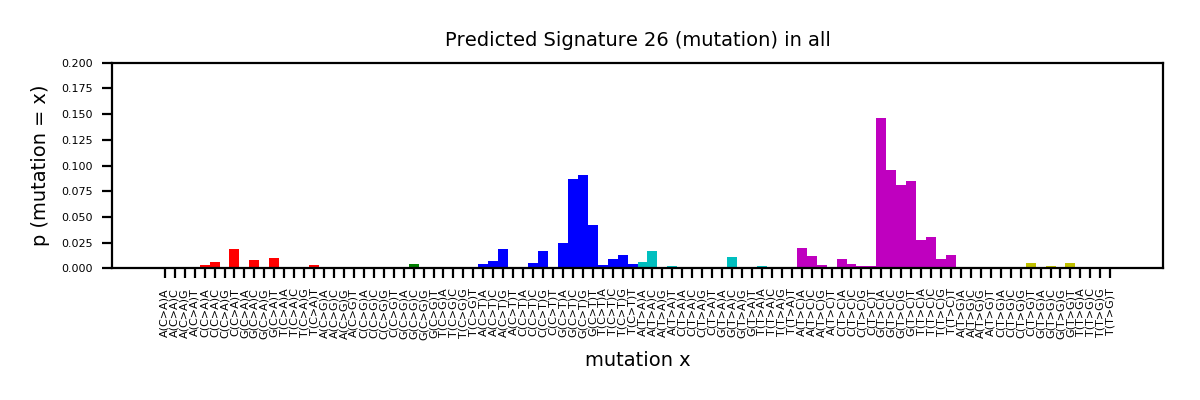 Predicted Signature 26 (mutation) in all
p (mutation = x)
0.200
0.175
0.150
0.125
0.100
0.075
0.050
0.025
0.000
A(C>A)A
A(C>A)C
A(C>A)G
A(C>A)T
C(C>A)A
C(C>A)C
C(C>A)G
C(C>A)T
G(C>A)A
G(C>A)C
G(C>A)G
G(C>A)T
T(C>A)A
T(C>A)C
T(C>A)G
T(C>A)T
A(C>G)A
A(C>G)C
A(C>G)G
A(C>G)T
C(C>G)A
C(C>G)C
C(C>G)G
C(C>G)T
G(C>G)A
G(C>G)C
G(C>G)G
G(C>G)T
T(C>G)A
T(C>G)C
T(C>G)G
T(C>G)T
A(C>T)A
A(C>T)C
A(C>T)G
A(C>T)T
C(C>T)A
C(C>T)C
C(C>T)G
C(C>T)T
G(C>T)A
G(C>T)C
G(C>T)G
G(C>T)T
T(C>T)A
T(C>T)C
T(C>T)G
T(C>T)T
A(T>A)A
A(T>A)C
A(T>A)G
A(T>A)T
C(T>A)A
C(T>A)C
C(T>A)G
C(T>A)T
G(T>A)A
G(T>A)C
G(T>A)G
G(T>A)T
T(T>A)A
T(T>A)C
T(T>A)G
T(T>A)T
A(T>C)A
A(T>C)C
A(T>C)G
A(T>C)T
C(T>C)A
C(T>C)C
C(T>C)G
C(T>C)T
G(T>C)A
G(T>C)C
G(T>C)G
G(T>C)T
T(T>C)A
T(T>C)C
T(T>C)G
T(T>C)T
A(T>G)A
A(T>G)C
A(T>G)G
A(T>G)T
C(T>G)A
C(T>G)C
C(T>G)G
C(T>G)T
G(T>G)A
G(T>G)C
G(T>G)G
G(T>G)T
T(T>G)A
T(T>G)C
T(T>G)G
T(T>G)T
mutation x